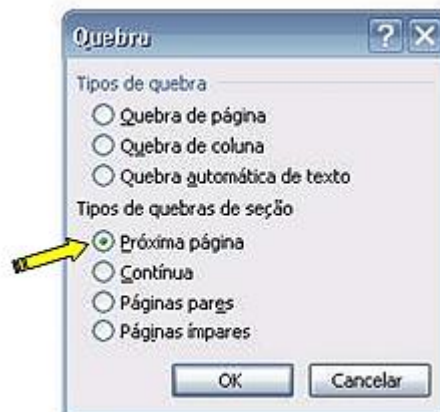 Quebra
Tipos de quebra
Quebra de página
Quebra de coluna
Quebra automática de texto
Tipos de quebras de seção
Próxima página
Contínua
Páginas pares
Páginas ímpares
OK Cancelar